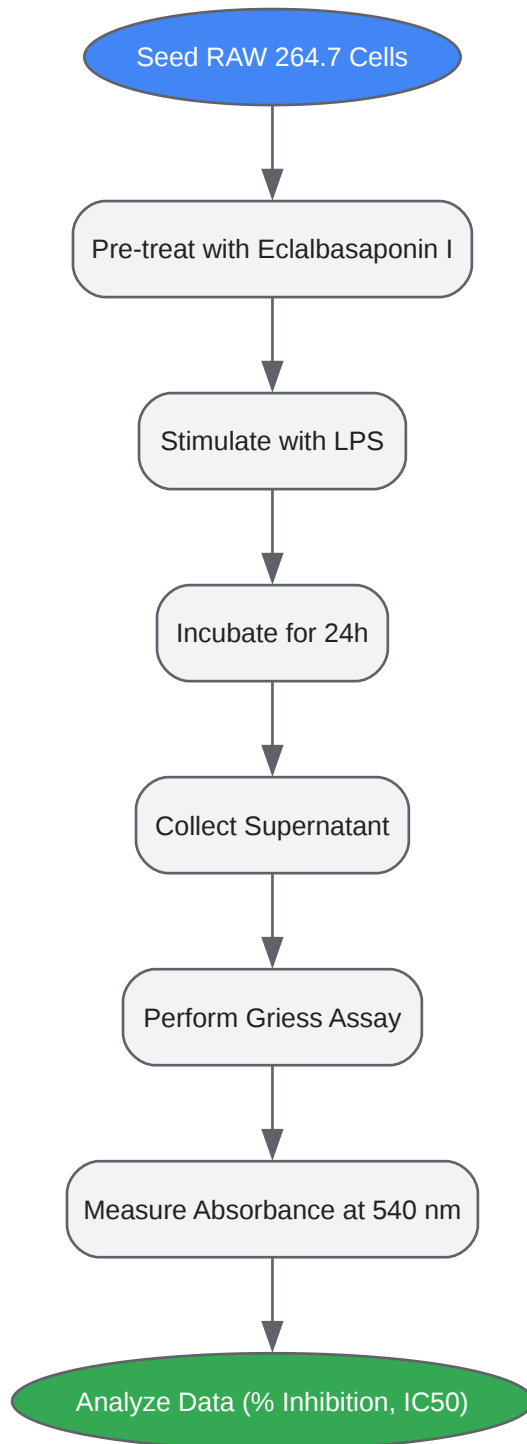 Seed RAW 264.7 Cells
Pre-treat with Eclalbasaponin I
Stimulate with LPS
Incubate for 24h
Collect Supernatant
Perform Griess Assay
Measure Absorbance at 540 nm
Analyze Data (% Inhibition, IC50)